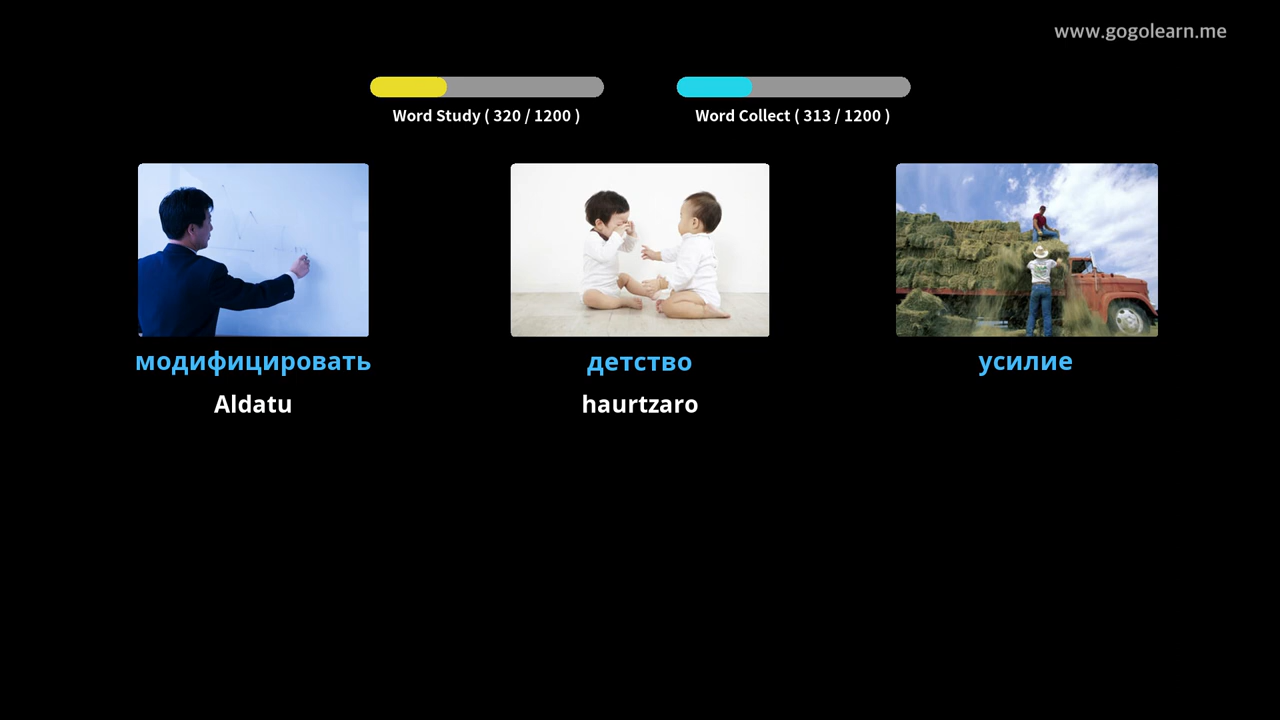 www.gogolearn.me
Word Study ( 320 / 1200 )
Word Collect ( 313 / 1200 )
модифицировать
детство
усилие
Aldatu
haurtzaro